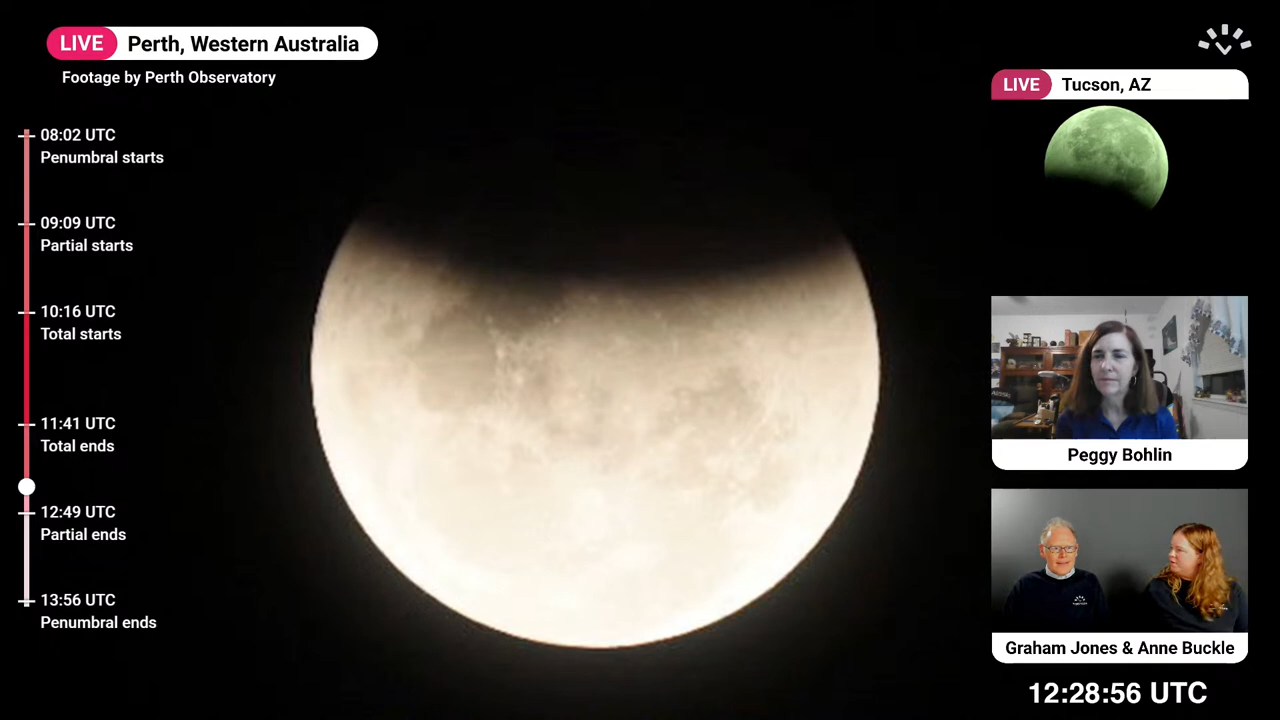 LIVE Perth, Western Australia
Footage by Perth Observatory
08:02 UTC
Penumbral starts
09:09 UTC
Partial starts
10:16 UTC
Total starts
11:41 UTC
Total ends
12:49 UTC
Partial ends
13:56 UTC
Penumbral ends
LIVE Tucson, AZ
Peggy Bohlin
Graham Jones & Anne Buckle
12:28:56 UTC